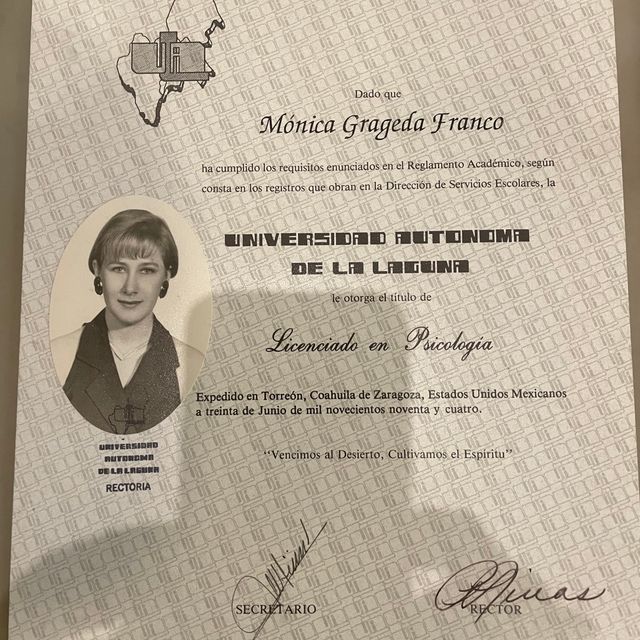 UAL
Dado que
Mónica Grageda Franco
ha cumplido los requisitos enunciados en el Reglamento Académico, según
consta en los registros que obran en la Dirección de Servicios Escolares, la
UNIVERSIDAD AUTONOMA
DE LA LAGUNA
le otorga el título de
Licenciado en Psicología
Expedido en Torreón, Coahuila de Zaragoza, Estados Unidos Mexicanos
a treinta de Junio de mil novecientos noventa y cuatro.
"Vencimos al Desierto, Cultivamos el Espíritu"
UNIVERSIDAD
AUTONOMA
DE LA LAGUNA
RECTORIA
SECRETARIO
RECTOR